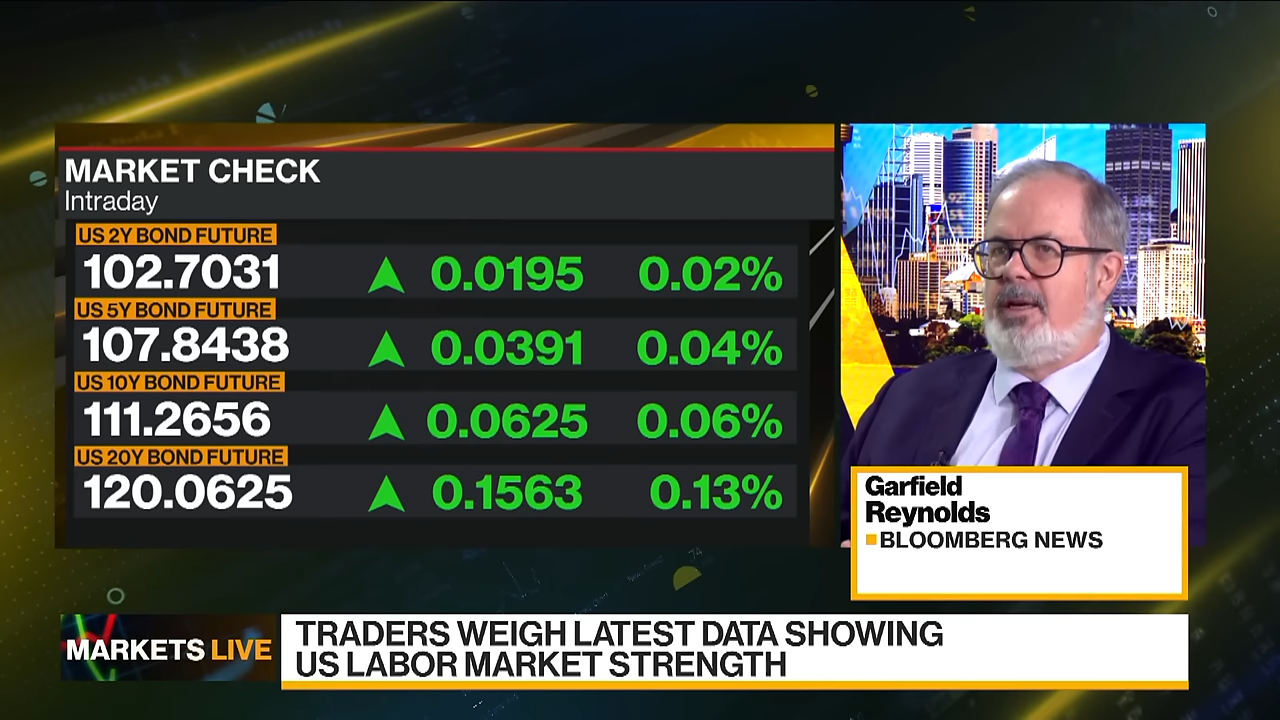 MARKET CHECK
Intraday
US 2Y BOND FUTURE
102.7031 ▲ 0.0195 0.02%
US 5Y BOND FUTURE
107.8438 ▲ 0.0391 0.04%
US 10Y BOND FUTURE
111.2656 ▲ 0.0625 0.06%
US 20Y BOND FUTURE
120.0625 ▲ 0.1563 0.13%
Garfield
Reynolds
BLOOMBERG NEWS
MARKETS LIVE
TRADERS WEIGH LATEST DATA SHOWING
US LABOR MARKET STRENGTH